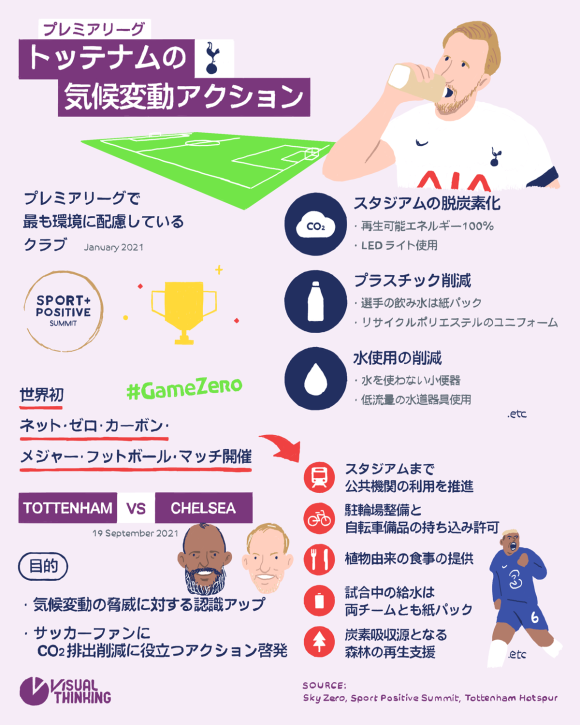 プレミアリーグ
トッテナムの
気候変動アクション
プレミアリーグで
最も環境に配慮している
クラブ January 2021
SPORT+
POSITIVE
SUMMIT
CO₂
スタジアムの脱炭素化
・再生可能エネルギー100%
・LEDライト使用
プラスチック削減
・選手の飲み水は紙パック
・リサイクルポリエステルのユニフォーム
水使用の削減
・水を使わない小便器
・低流量の水道器具使用
.etc
#GameZero
世界初
ネット・ゼロ・カーボン・
メジャー・フットボール・マッチ開催
TOTTENHAM VS CHELSEA
19 September 2021
目的
・気候変動の脅威に対する認識アップ
・サッカーファンに
CO₂排出削減に役立つアクション啓発
スタジアムまで
公共機関の利用を推進
駐輪場整備と
自転車備品の持ち込み許可
植物由来の食事の提供
試合中の給水は
両チームとも紙パック
炭素吸収源となる
森林の再生支援
3
6
.etc
VISUAL
THINKING
SOURCE:
Sky Zero, Sport Positive Summit, Tottenham Hotspur